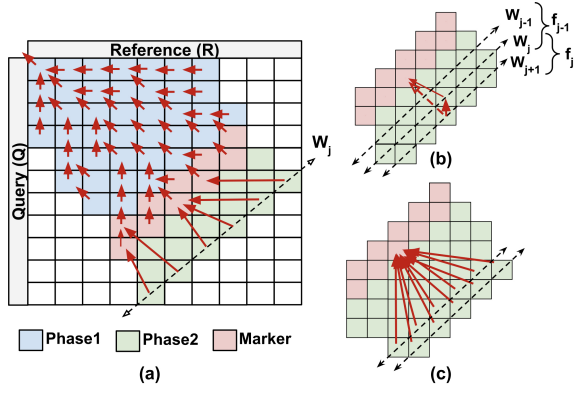 Reference (R)
Query (Q)
W_j
Phase1
Phase2
Marker
(a)
W_{j-1}
W_j
W_{j+1}
f_{j-1}
f_j
(b)
(c)